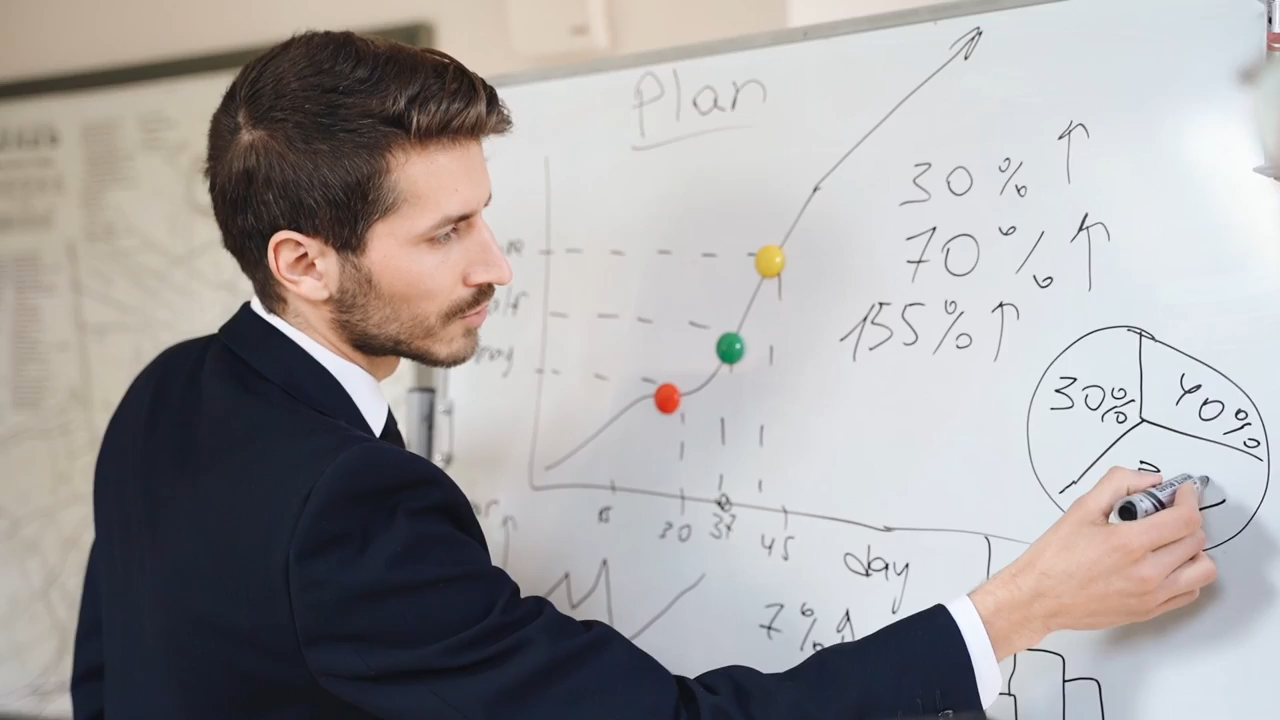 Plan
30% ↑
70% ↑
155% ↑
30%
40%
30 37 45
day
7%